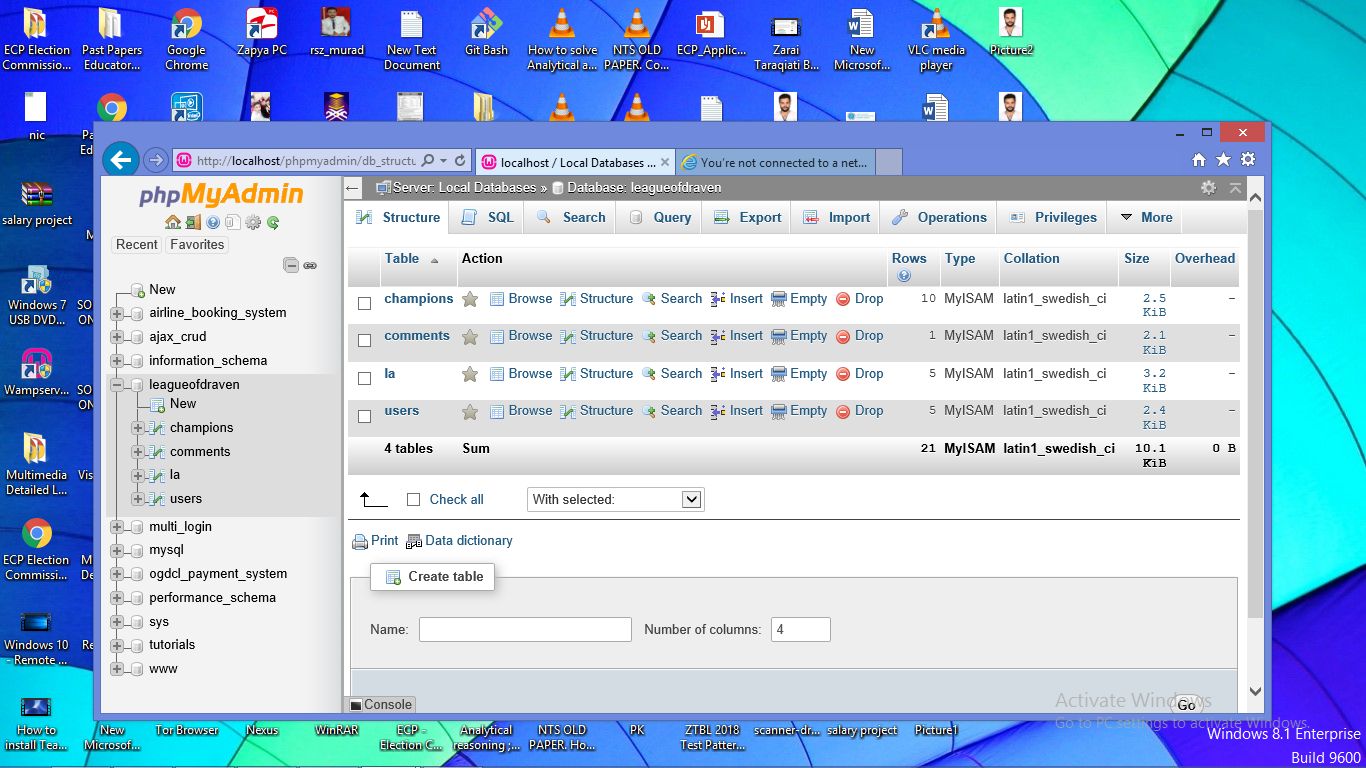 ECP Election Commissio...
Past Papers Educator...
Google Chrome
Zapya PC
rsz_murad
New Text Document
Git Bash
How to solve Analytical a...
NTS OLD PAPER. Co...
ECP_Applic...
Zarai Taraqiati B...
New Microsof...
VLC media player
Picture2
nic
salary project
Windows 7 USB DVD...
Wampserv...
Multimedia Detailed L...
ECP Election Commissi...
Windows 10 - Remote ...
How to install Tea...
http://localhost/phpmyadmin/db_structu
localhost / Local Databases ...
You're not connected to a net...
phpMyAdmin
Recent Favorites
New
airline_booking_system
ajax_crud
information_schema
leagueofdraven
New
champions
comments
la
users
multi_login
mysql
ogdcl_payment_system
performance_schema
sys
tutorials
www
Server: Local Databases » Database: leagueofdraven
Structure SQL Search Query Export Import Operations Privileges More
Table Action Rows Type Collation Size Overhead
champions Browse Structure Search Insert Empty Drop 10 MyISAM latin1_swedish_ci 2.5 KiB –
comments Browse Structure Search Insert Empty Drop 1 MyISAM latin1_swedish_ci 2.1 KiB –
la Browse Structure Search Insert Empty Drop 5 MyISAM latin1_swedish_ci 3.2 KiB –
users Browse Structure Search Insert Empty Drop 5 MyISAM latin1_swedish_ci 2.4 KiB –
4 tables Sum 21 MyISAM latin1_swedish_ci 10.1 KiB 0 B
Check all With selected:
Print Data dictionary
Create table
Name: Number of columns: 4
Console
Go
New Microsof...
Tor Browser
Nexus
WinRAR
ECP - Election C...
Analytical reasoning ;...
NTS OLD PAPER. Ho...
PK
ZTBL 2018 Test Patter...
scanner-dr...
salary project
Picture1
Activate Windows
Go to PC settings to activate Windows.
Windows 8.1 Enterprise
Build 9600